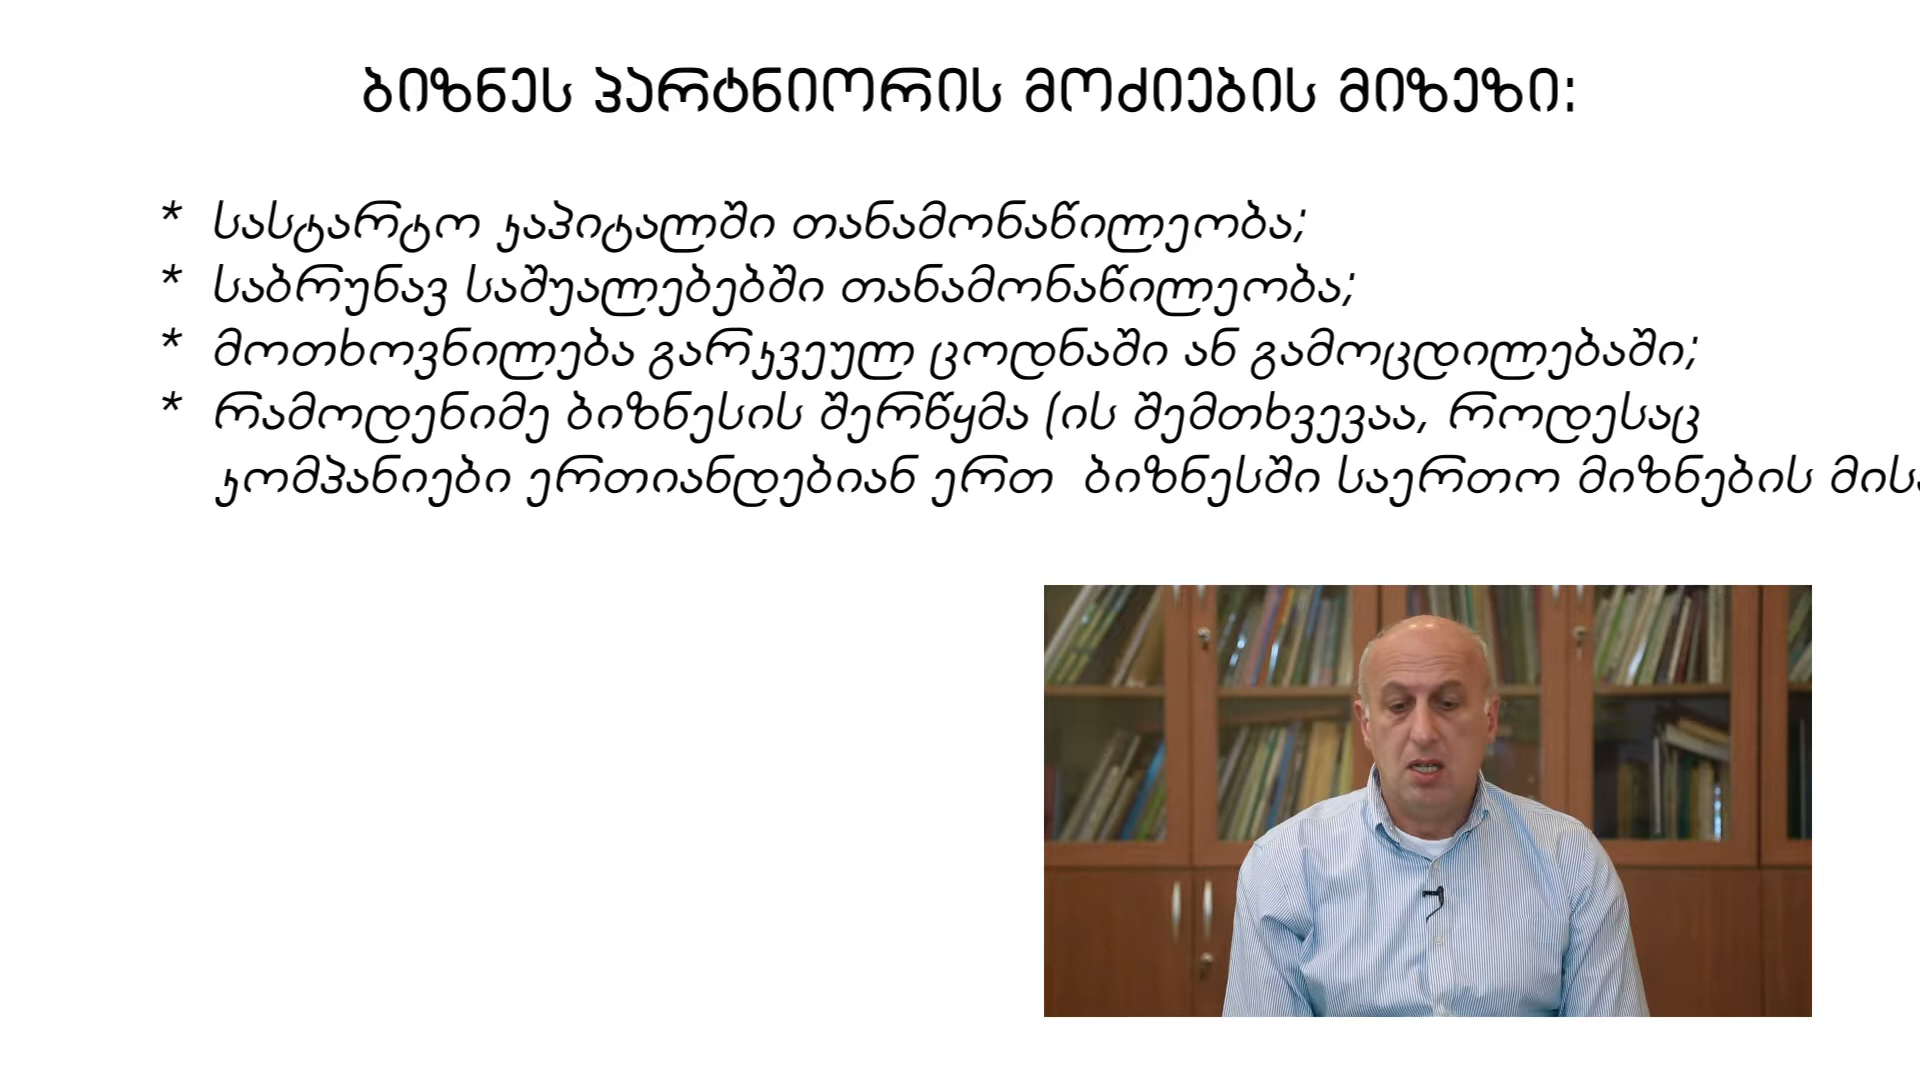 ბიზნეს პარტნიორის მოძიების მიზეზი:
* სასტარტო კაპიტალში თანამონაწილეობა;
* საბრუნავ საშუალებებში თანამონაწილეობა;
* მოთხოვნილება გარკვეულ ცოდნაში ან გამოცდილებაში;
* რამოდენიმე ბიზნესის შერწყმა (ის შემთხვევაა, როდესაც
კომპანიები ერთიანდებიან ერთ ბიზნესში საერთო მიზნების